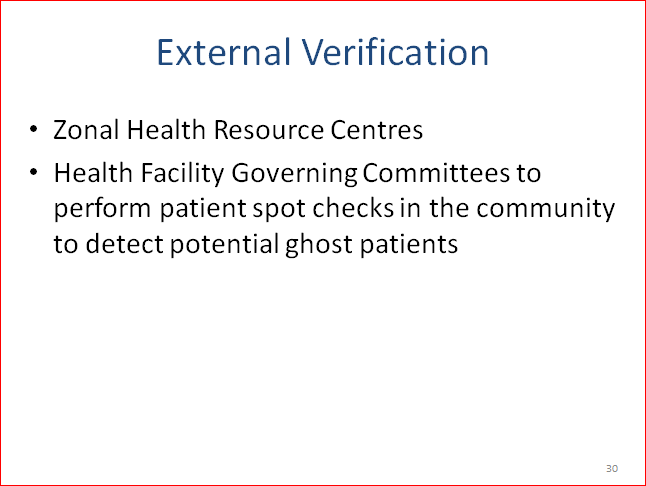 External Verification
• Zonal Health Resource Centres
• Health Facility Governing Committees to
perform patient spot checks in the community
to detect potential ghost patients
30